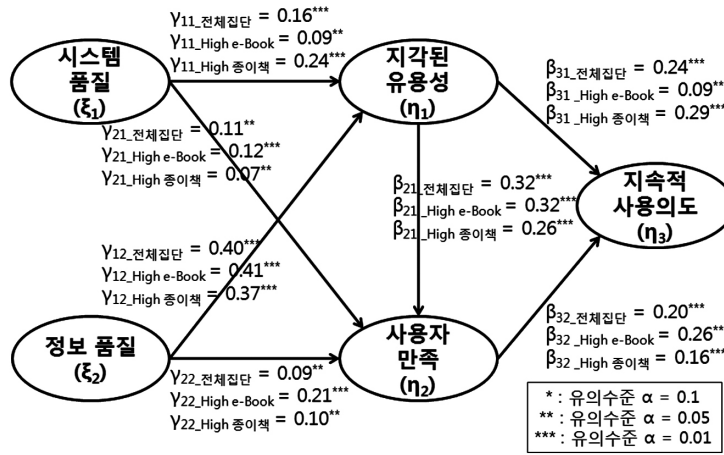 γ11_전체집단 = 0.16***
γ11_High e-Book = 0.09**
γ11_High 종이책 = 0.24***
시스템
품질
(ξ1)
지각된
유용성
(η1)
β31_전체집단 = 0.24***
β31_High e-Book = 0.09**
β31_High 종이책 = 0.29***
γ21_전체집단 = 0.11**
γ21_High e-Book = 0.12***
γ21_High 종이책 = 0.07**
β21_전체집단 = 0.32***
β21_High e-Book = 0.32***
β21_High 종이책 = 0.26***
지속적
사용의도
(η3)
γ12_전체집단 = 0.40***
γ12_High e-Book = 0.41***
γ12_High 종이책 = 0.37***
정보 품질
(ξ2)
사용자
만족
(η2)
β32_전체집단 = 0.20***
β32_High e-Book = 0.26***
β32_High 종이책 = 0.16***
γ22_전체집단 = 0.09**
γ22_High e-Book = 0.21***
γ22_High 종이책 = 0.10**
* : 유의수준 α = 0.1
** : 유의수준 α = 0.05
*** : 유의수준 α = 0.01